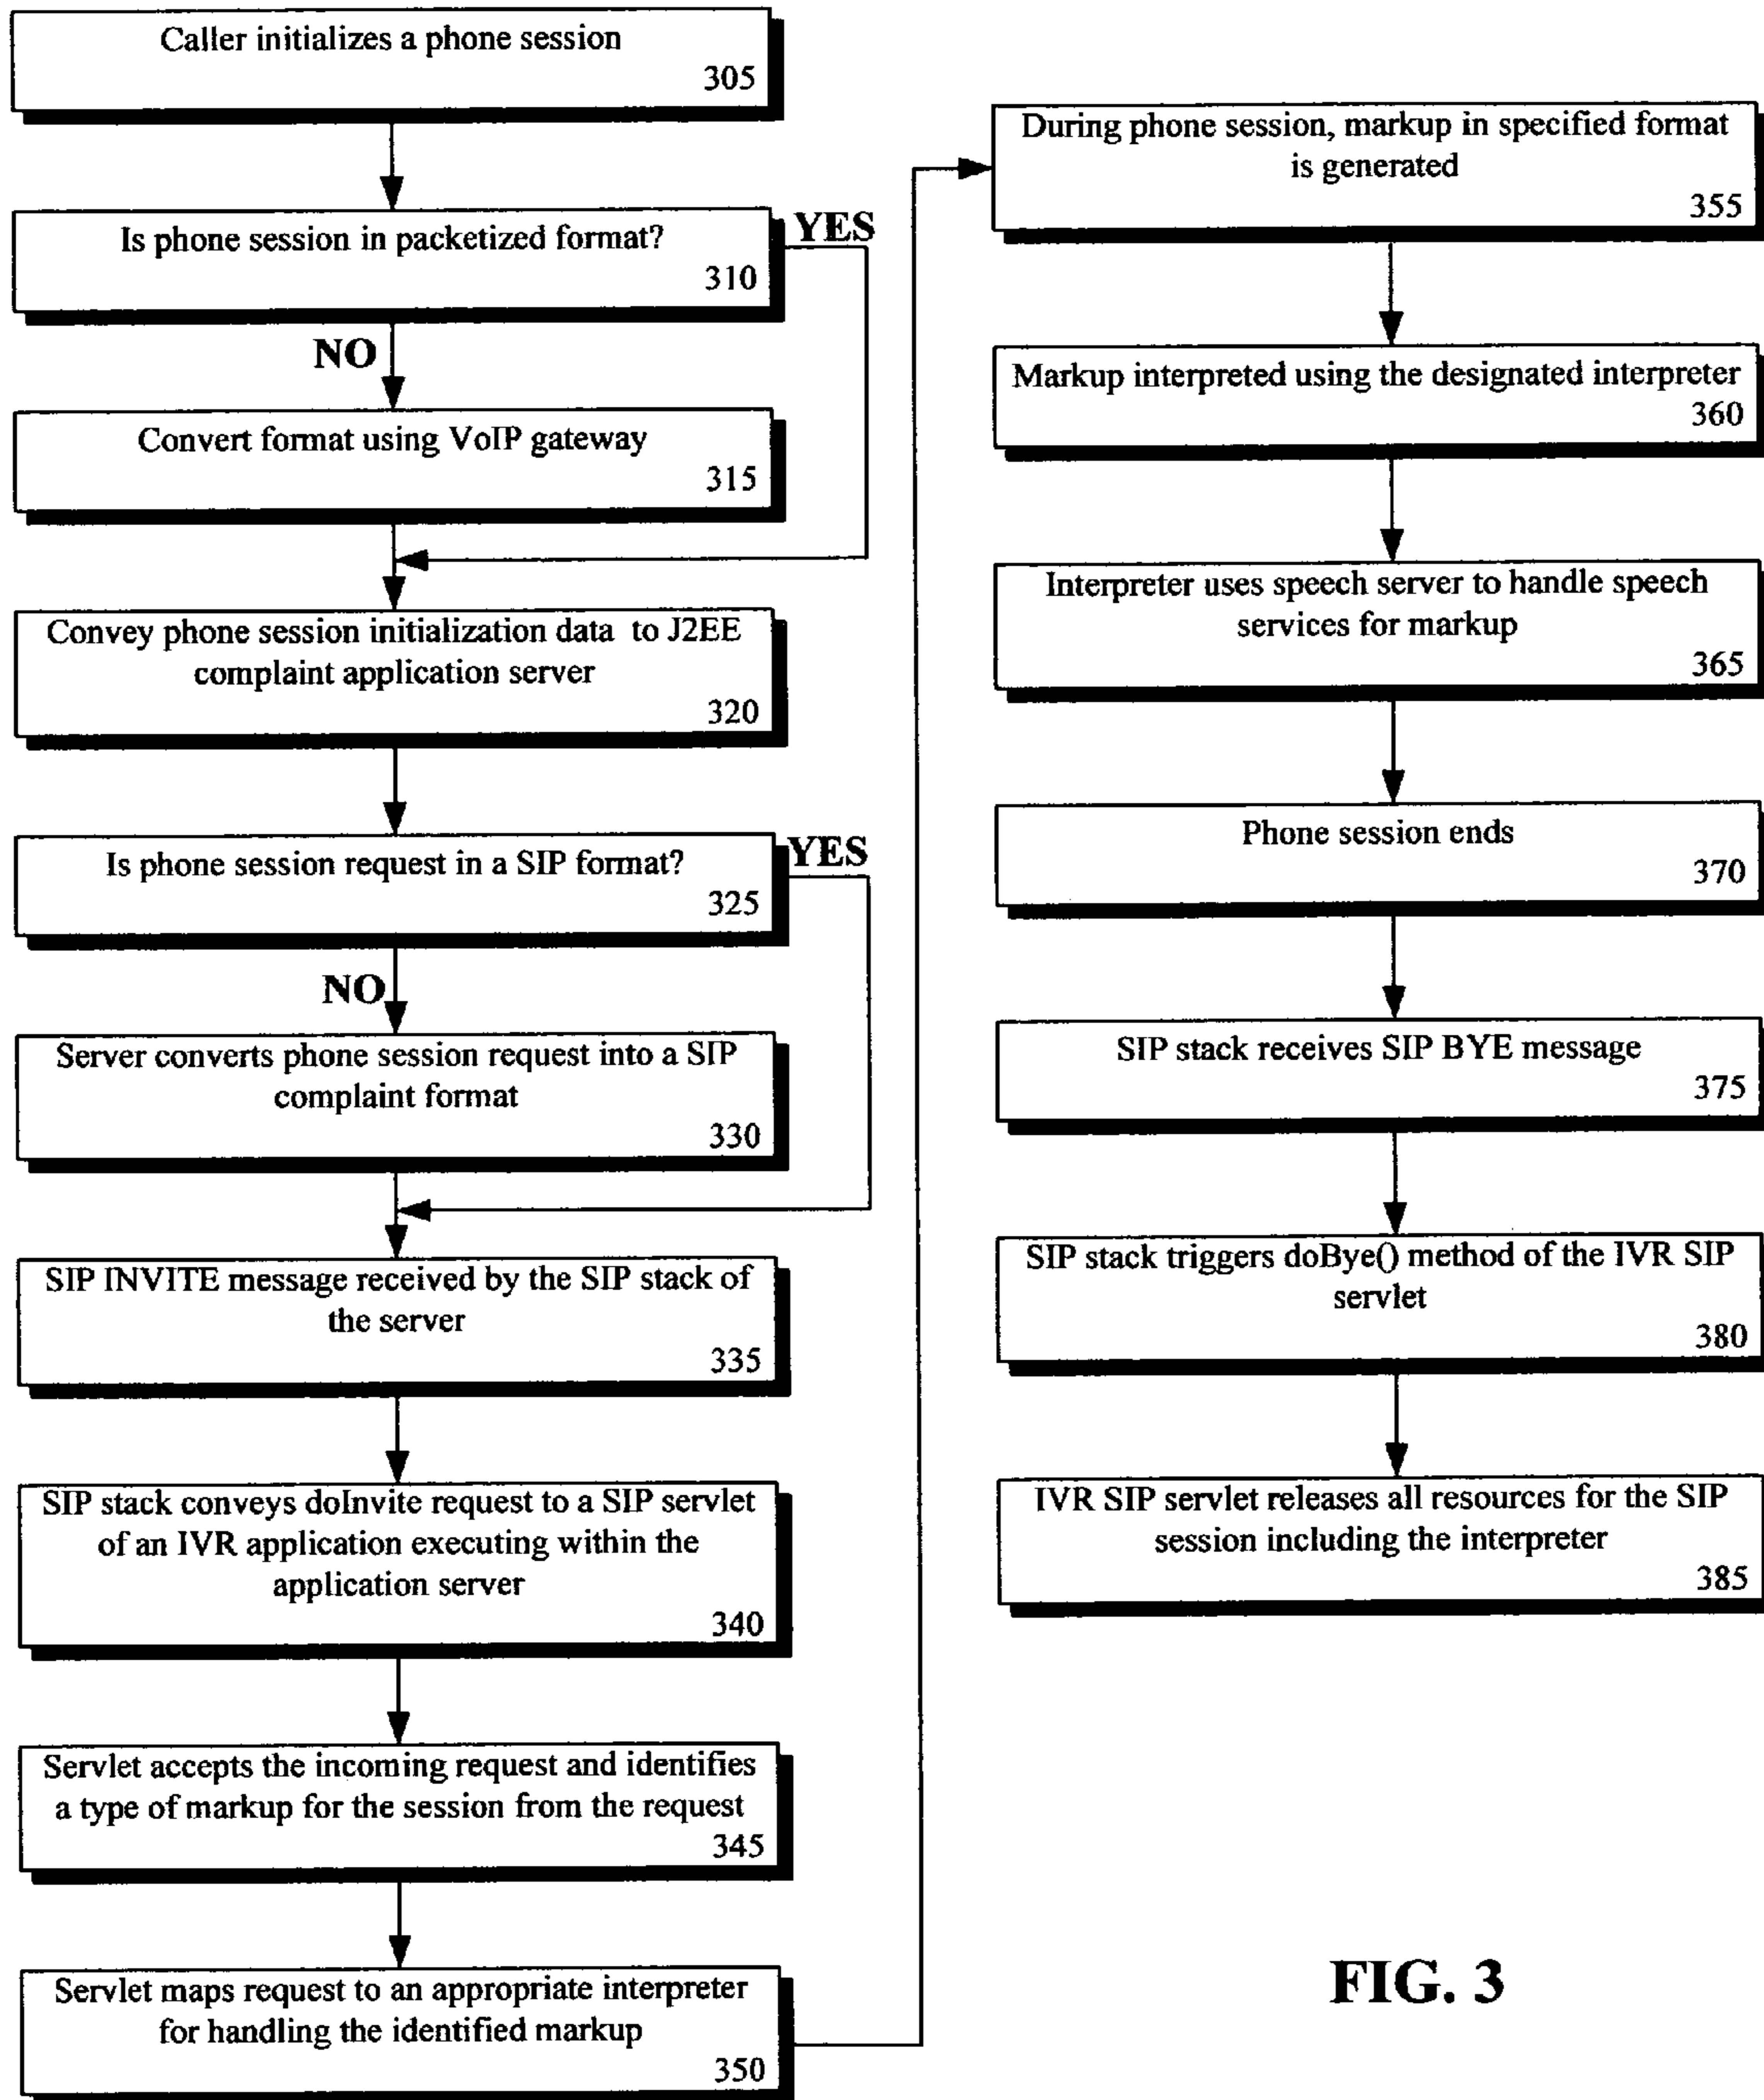 Caller initializes a phone session
305
Is phone session in packetized format?
310
YES
NO
Convert format using VoIP gateway
315
Convey phone session initialization data to J2EE
complaint application server
320
Is phone session request in a SIP format?
325
YES
NO
Server converts phone session request into a SIP
complaint format
330
SIP INVITE message received by the SIP stack of
the server
335
SIP stack conveys doInvite request to a SIP servlet
of an IVR application executing within the
application server
340
Servlet accepts the incoming request and identifies
a type of markup for the session from the request
345
Servlet maps request to an appropriate interpreter
for handling the identified markup
350
During phone session, markup in specified format
is generated
355
Markup interpreted using the designated interpreter
360
Interpreter uses speech server to handle speech
services for markup
365
Phone session ends
370
SIP stack receives SIP BYE message
375
SIP stack triggers doBye() method of the IVR SIP
servlet
380
IVR SIP servlet releases all resources for the SIP
session including the interpreter
385
FIG. 3